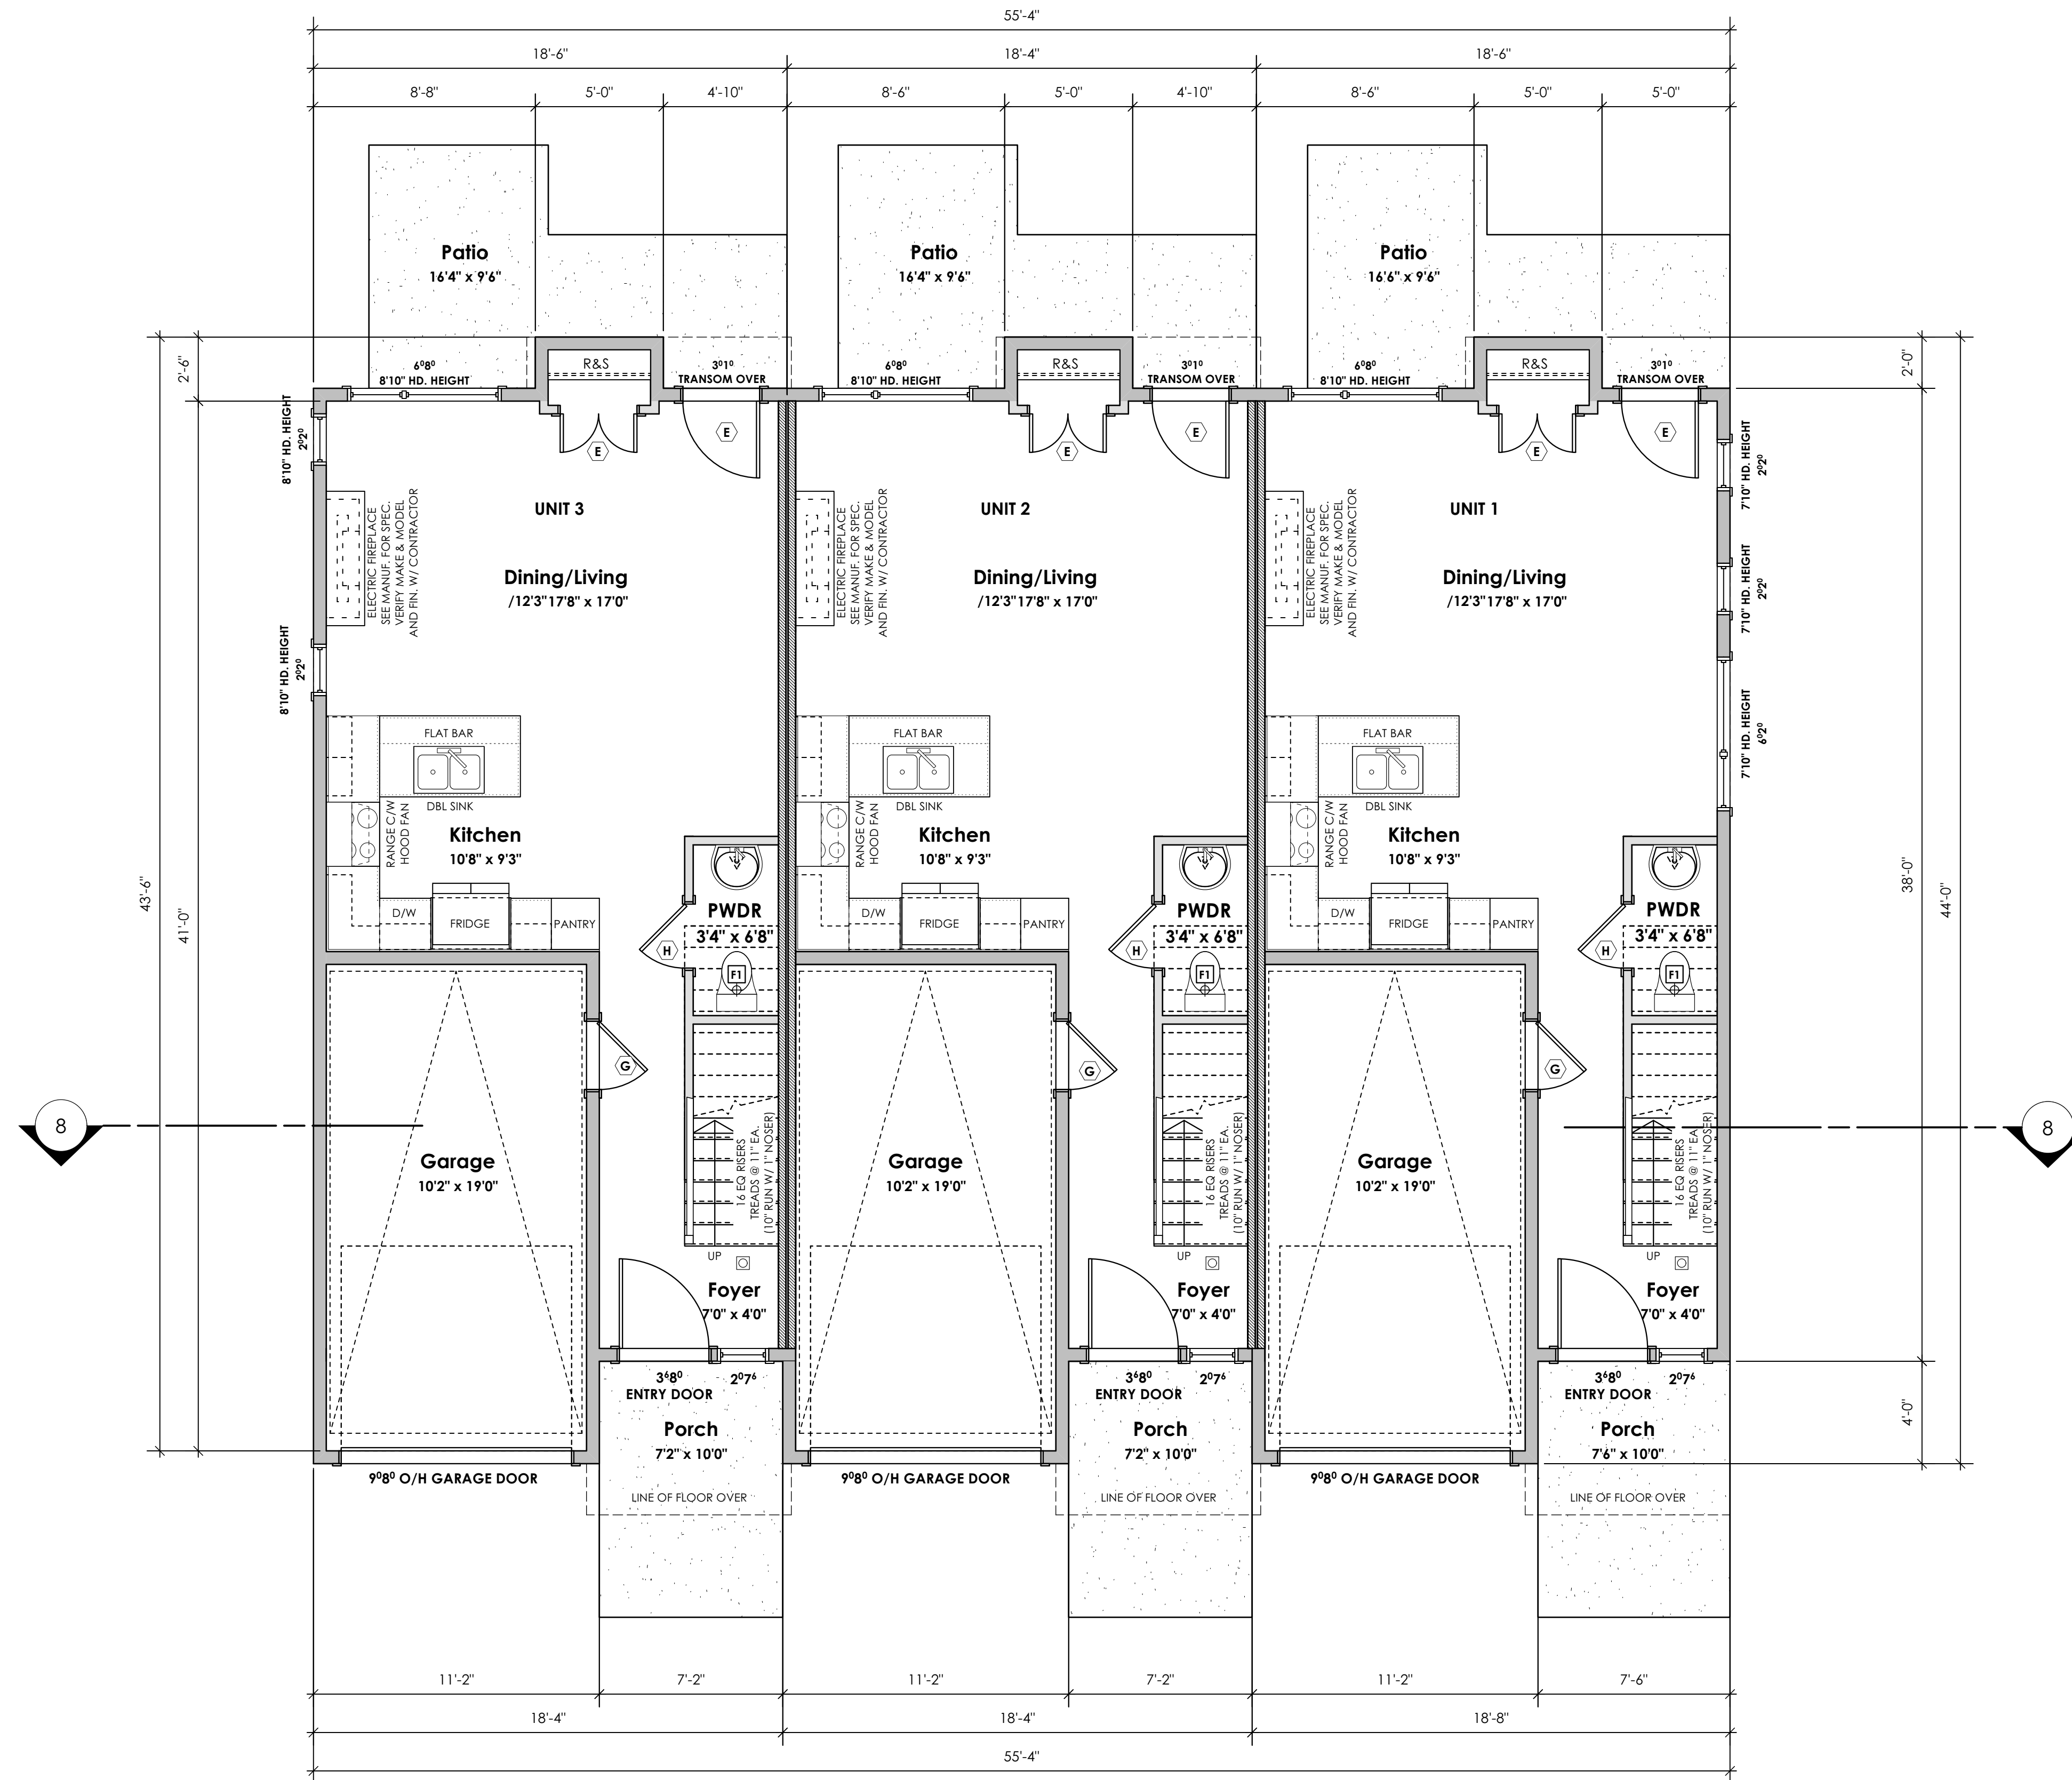 55'-4"
18'-6" 18'-4" 18'-6"
8'-8" 5'-0" 4'-10" 8'-6" 5'-0" 4'-10" 8'-6" 5'-0" 5'-0"
Patio Patio Patio
16'4" x 9'6" 16'4" x 9'6" 16'6" x 9'6"
2'-6"
43'-6"
41'-0"
2'-0"
38'-0"
44'-0"
4'-0"
6⁰8⁰ R&S 3⁰1⁰ 6⁰8⁰ R&S 3⁰1⁰ 6⁰8⁰ R&S 3⁰1⁰
8'10" HD. HEIGHT TRANSOM OVER 8'10" HD. HEIGHT TRANSOM OVER 8'10" HD. HEIGHT TRANSOM OVER
8'10" HD. HEIGHT
2⁰2⁰
8'10" HD. HEIGHT
2⁰2⁰
7'10" HD. HEIGHT
2⁰2⁰
7'10" HD. HEIGHT
2⁰2⁰
7'10" HD. HEIGHT
6⁰2⁰
E E E E E E
UNIT 3 UNIT 2 UNIT 1
ELECTRIC FIREPLACE
SEE MANUF. FOR SPEC.
VERIFY MAKE & MODEL
AND FIN. W/ CONTRACTOR
ELECTRIC FIREPLACE
SEE MANUF. FOR SPEC.
VERIFY MAKE & MODEL
AND FIN. W/ CONTRACTOR
ELECTRIC FIREPLACE
SEE MANUF. FOR SPEC.
VERIFY MAKE & MODEL
AND FIN. W/ CONTRACTOR
Dining/Living Dining/Living Dining/Living
/12'3"17'8" x 17'0" /12'3"17'8" x 17'0" /12'3"17'8" x 17'0"
FLAT BAR FLAT BAR FLAT BAR
DBL SINK DBL SINK DBL SINK
RANGE C/W
HOOD FAN
RANGE C/W
HOOD FAN
RANGE C/W
HOOD FAN
Kitchen Kitchen Kitchen
10'8" x 9'3" 10'8" x 9'3" 10'8" x 9'3"
D/W FRIDGE PANTRY D/W FRIDGE PANTRY D/W FRIDGE PANTRY
PWDR PWDR PWDR
3'4" x 6'8" 3'4" x 6'8" 3'4" x 6'8"
H H H
F1 F1 F1
G G G
8 8
Garage Garage Garage
10'2" x 19'0" 10'2" x 19'0" 10'2" x 19'0"
16 EQ RISERS
TREADS @ 11" EA.
(10" RUN W/ 1" NOSER)
16 EQ RISERS
TREADS @ 11" EA.
(10" RUN W/ 1" NOSER)
16 EQ RISERS
TREADS @ 11" EA.
(10" RUN W/ 1" NOSER)
UP UP UP
Foyer Foyer Foyer
7'0" x 4'0" 7'0" x 4'0" 7'0" x 4'0"
3⁶8⁰ 2⁰7⁶ 3⁶8⁰ 2⁰7⁶ 3⁶8⁰ 2⁰7⁶
ENTRY DOOR ENTRY DOOR ENTRY DOOR
Porch Porch Porch
7'2" x 10'0" 7'2" x 10'0" 7'6" x 10'0"
9⁰8⁰ O/H GARAGE DOOR 9⁰8⁰ O/H GARAGE DOOR 9⁰8⁰ O/H GARAGE DOOR
LINE OF FLOOR OVER LINE OF FLOOR OVER LINE OF FLOOR OVER
11'-2" 7'-2" 11'-2" 7'-2" 11'-2" 7'-6"
18'-4" 18'-4" 18'-8"
55'-4"